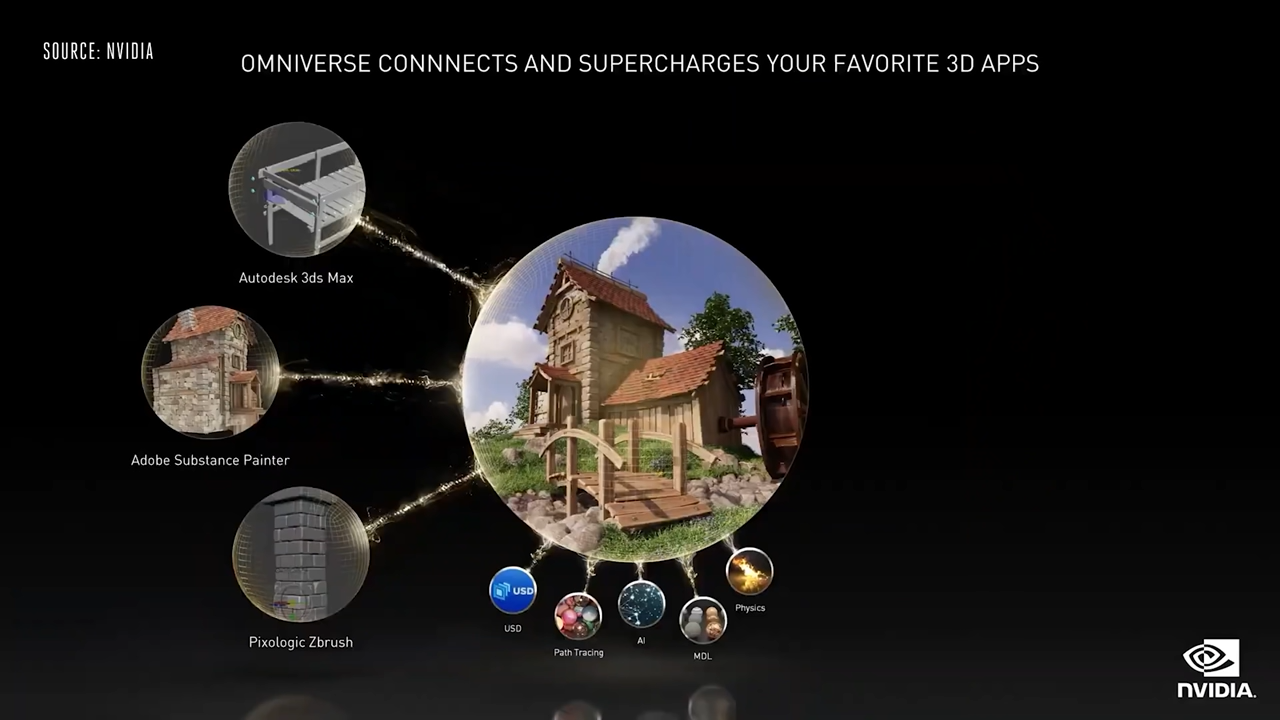 SOURCE: NVIDIA
OMNIVERSE CONNNECTS AND SUPERCHARGES YOUR FAVORITE 3D APPS
Autodesk 3ds Max
Adobe Substance Painter
Pixologic Zbrush
USD
USD
Path Tracing
AI
MDL
Physics
NVIDIA.